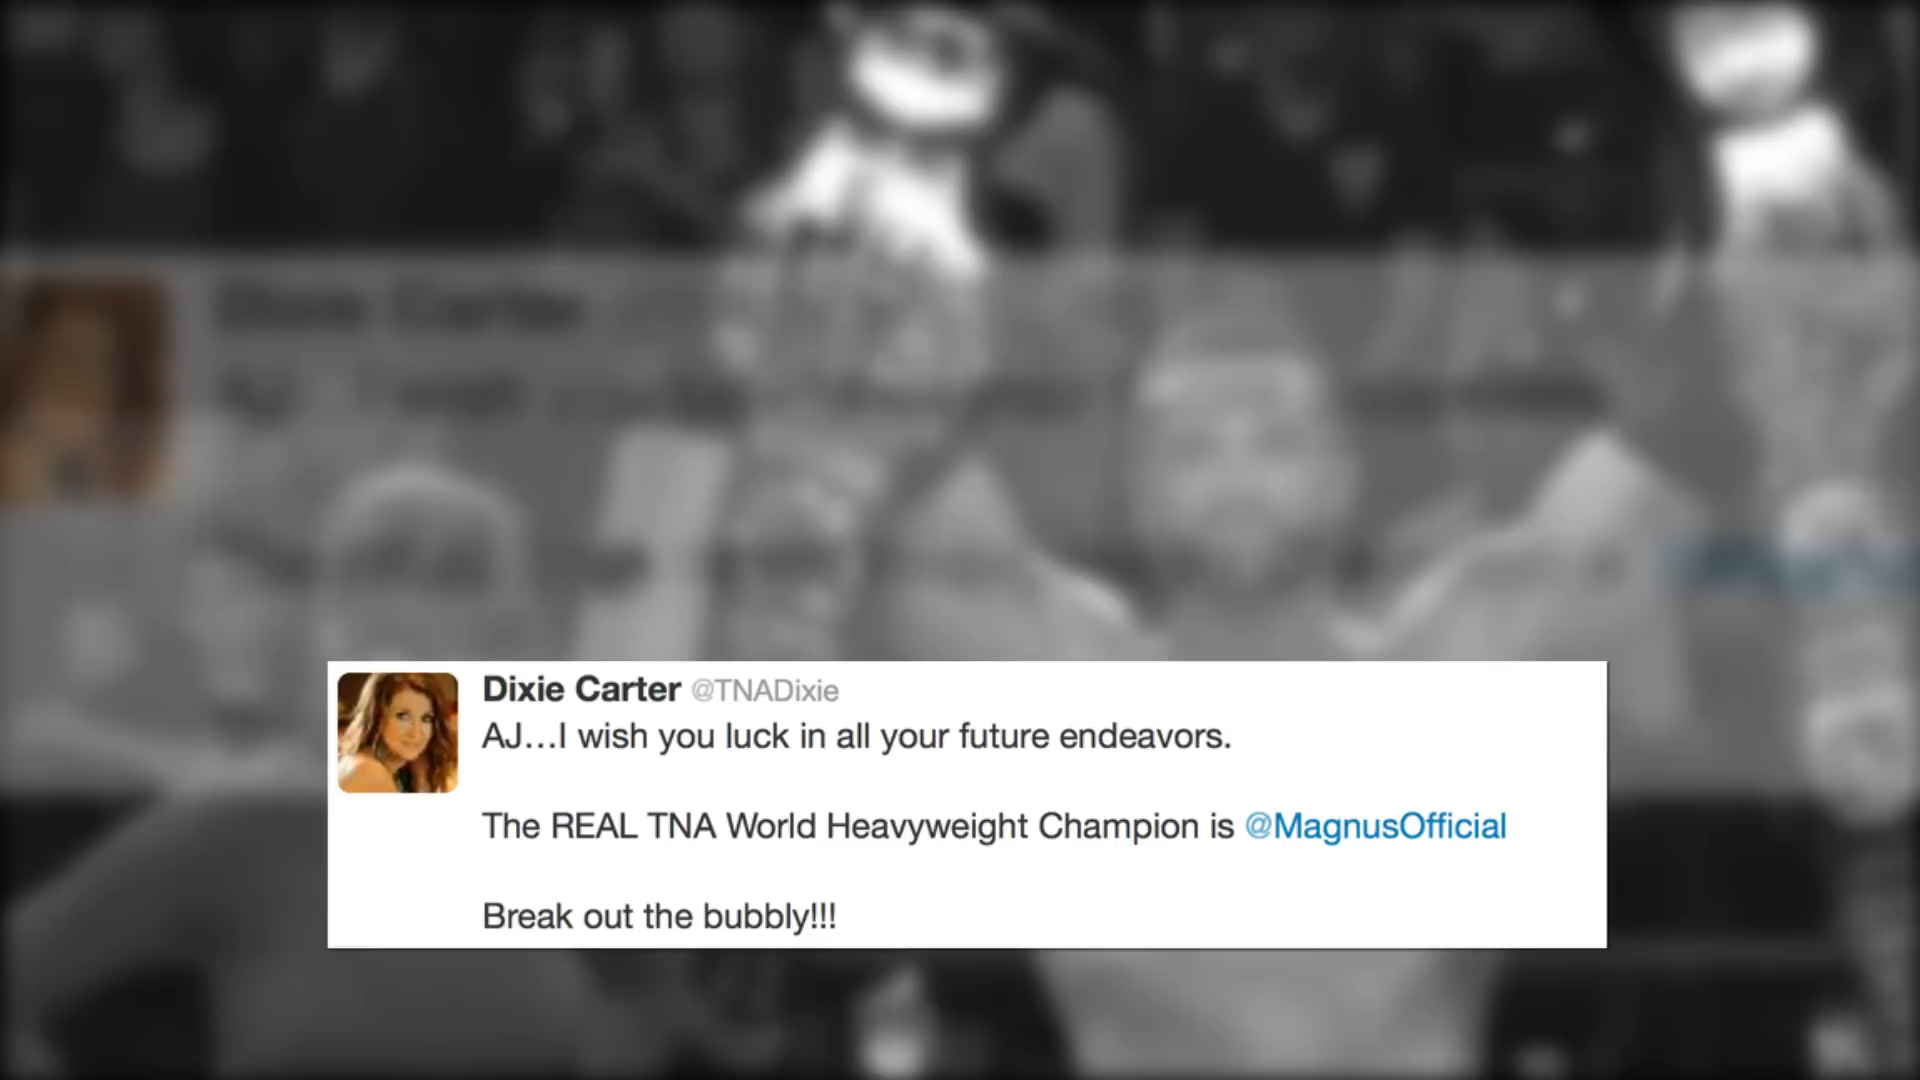 Dixie Carter @TNADixie
AJ...I wish you luck in all your future endeavors.
The REAL TNA World Heavyweight Champion is @MagnusOfficial
Break out the bubbly!!!